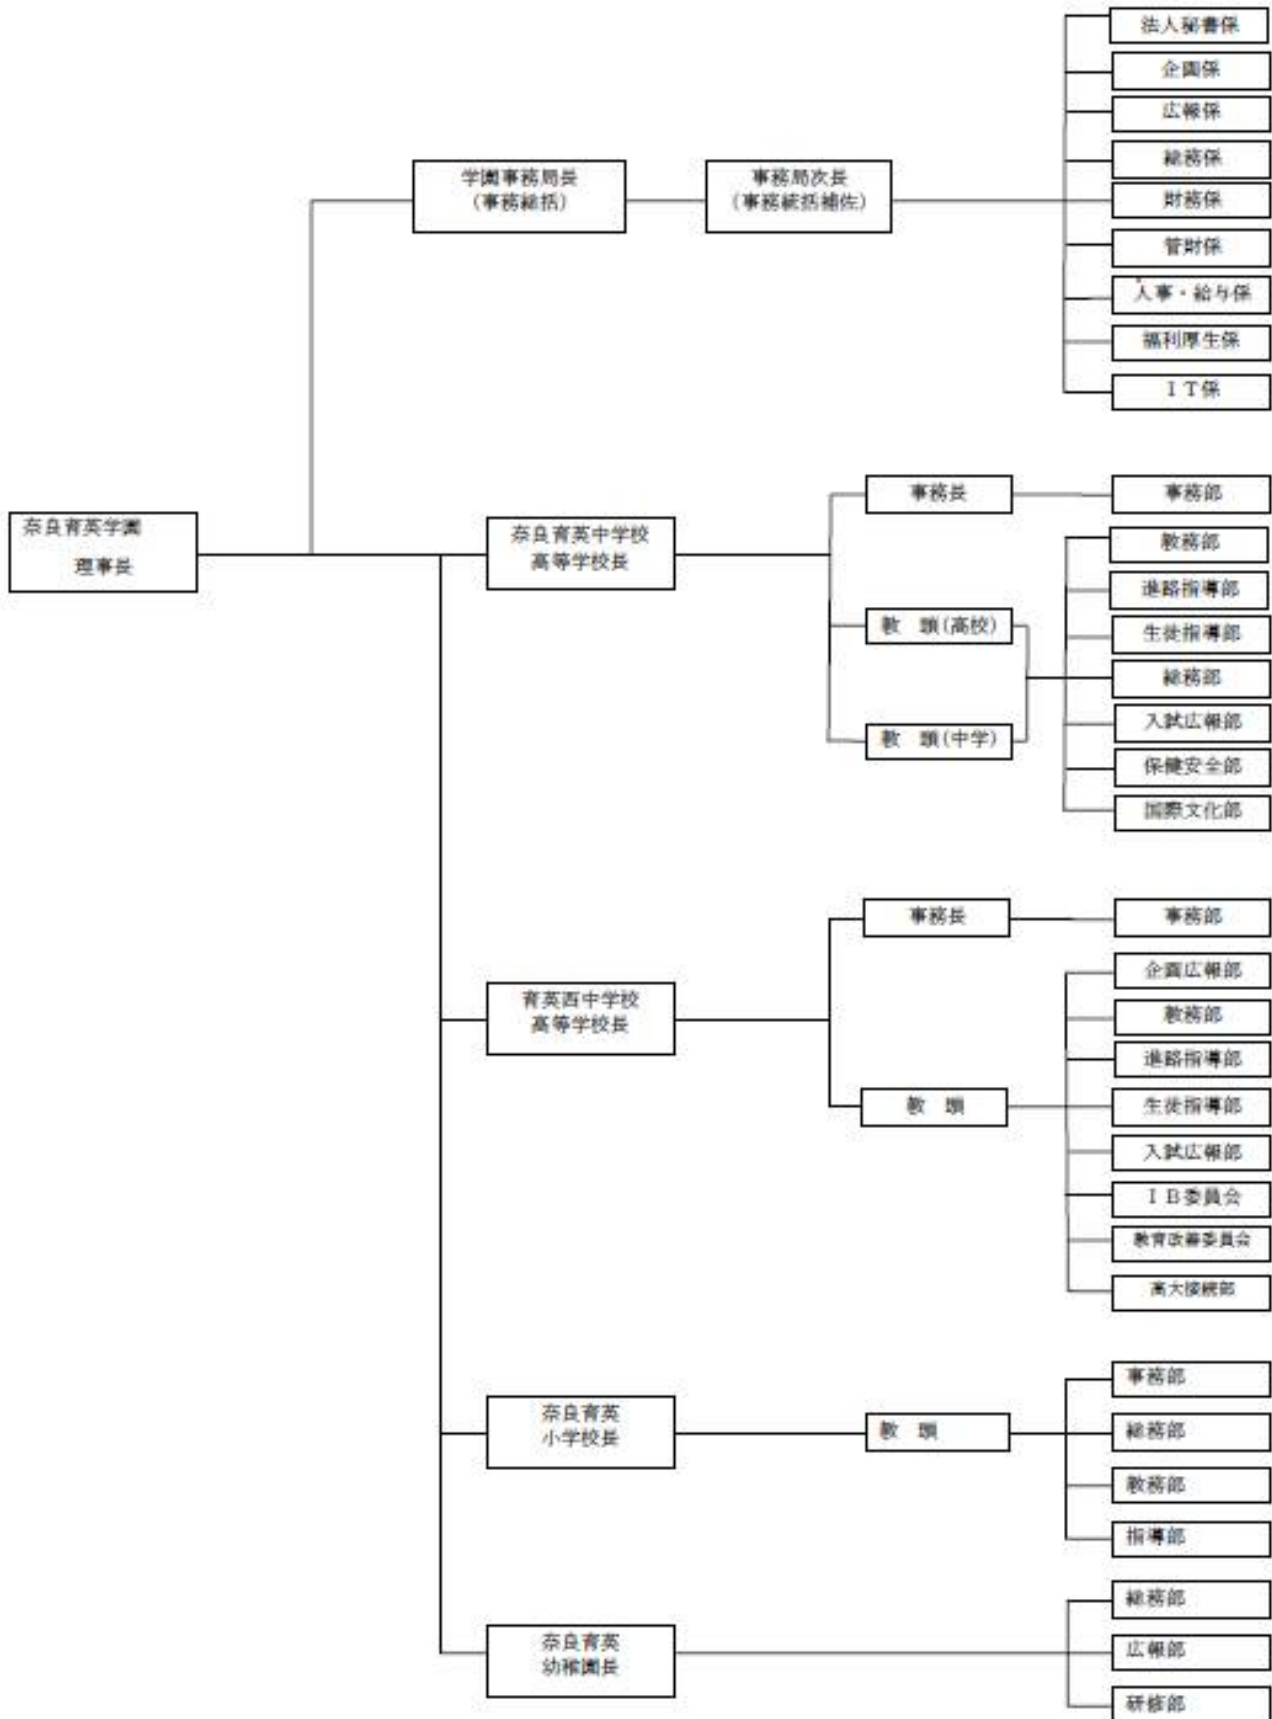 法人秘書係
企画係
広報係
総務係
学園事務局長
(事務総括)
事務局次長
(事務統括補佐)
財務係
管財係
人事・給与係
福利厚生係
ＩＴ係
奈良育英学園
理事長
奈良育英中学校
高等学校長
事務長
事務部
教務部
進路指導部
教　頭(高校)
生徒指導部
総務部
教　頭(中学)
入試広報部
保健安全部
国際文化部
育英西中学校
高等学校長
事務長
事務部
企画広報部
教務部
進路指導部
教　頭
生徒指導部
入試広報部
ＩＢ委員会
教育改善委員会
高大接続部
奈良育英
小学校長
教　頭
事務部
総務部
教務部
指導部
奈良育英
幼稚園長
総務部
広報部
研修部